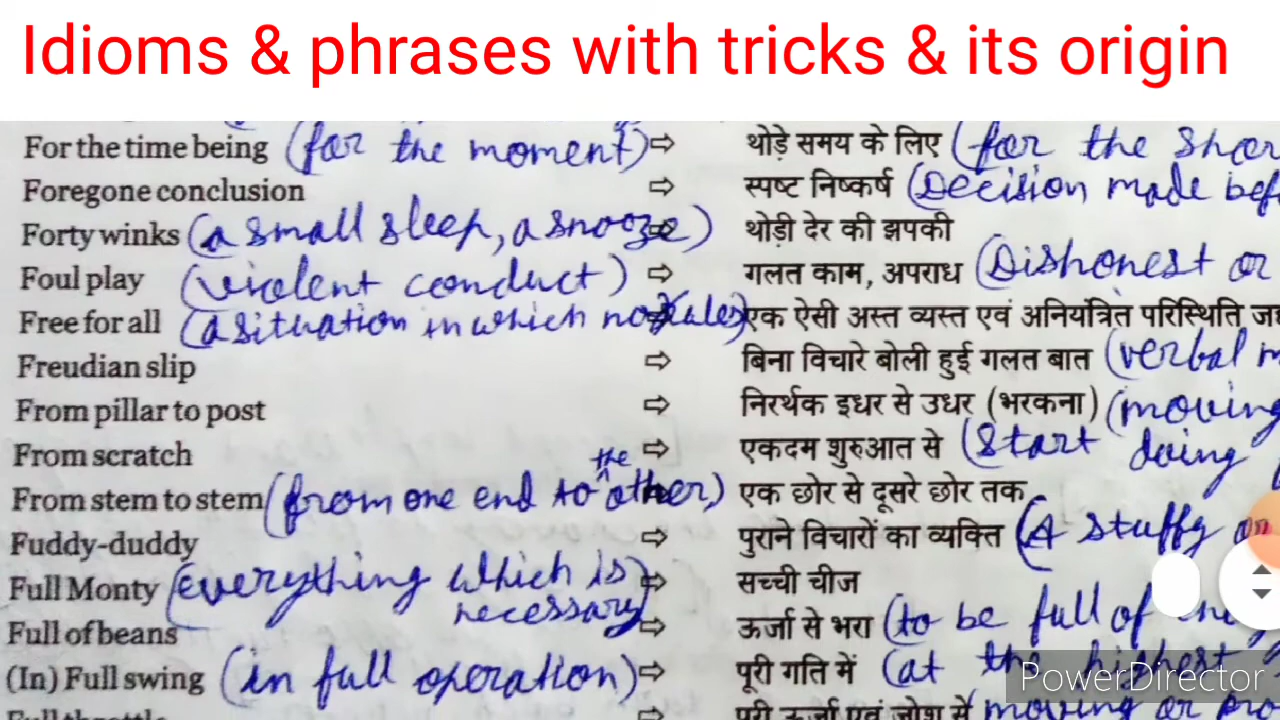 Idioms & phrases with tricks & its origin
For the time being (for the moment) ⇨ थोड़े समय के लिए (for the
Foregone conclusion ⇨ स्पष्ट निष्कर्ष (Decision made
Forty winks (a small sleep, a snooze) थोड़ी देर की झपकी
Foul play (violent conduct) ⇨ गलत काम, अपराध (Dishonest or
Free for all (a situation in which no rules) एक ऐसी अस्त व्यस्त एवं अनियंत्रित परिस्थिति
Freudian slip ⇨ बिना विचारे बोली हुई गलत बात (verbal
From pillar to post ⇨ निरर्थक इधर से उधर (भरकना) (moving
From scratch ⇨ एकदम शुरुआत से (Start doing
From stem to stem (from one end to the other) एक छोर से दूसरे छोर तक
Fuddy-duddy ⇨ पुराने विचारों का व्यक्ति (A stuffy
Full Monty (everything which is necessary) ⇨ सच्ची चीज
Full of beans ⇨ ऊर्जा से भरा (to be full of
(In) Full swing (in full operation) ⇨ पूरी गति में (at the highest
PowerDirector